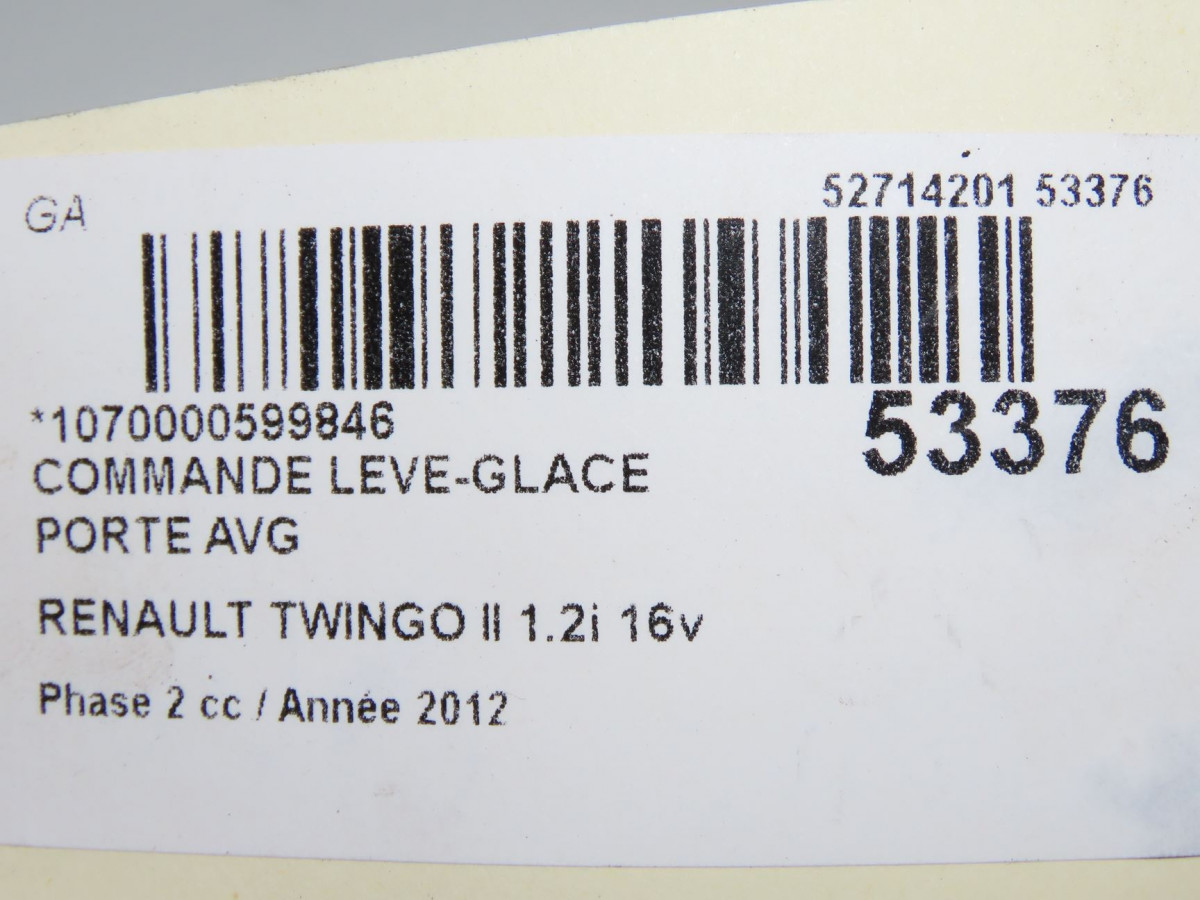 GA
52714201 53376
*1070000599846
53376
COMMANDE LEVE-GLACE
PORTE AVG
RENAULT TWINGO II 1.2i 16v
Phase 2 cc / Année 2012